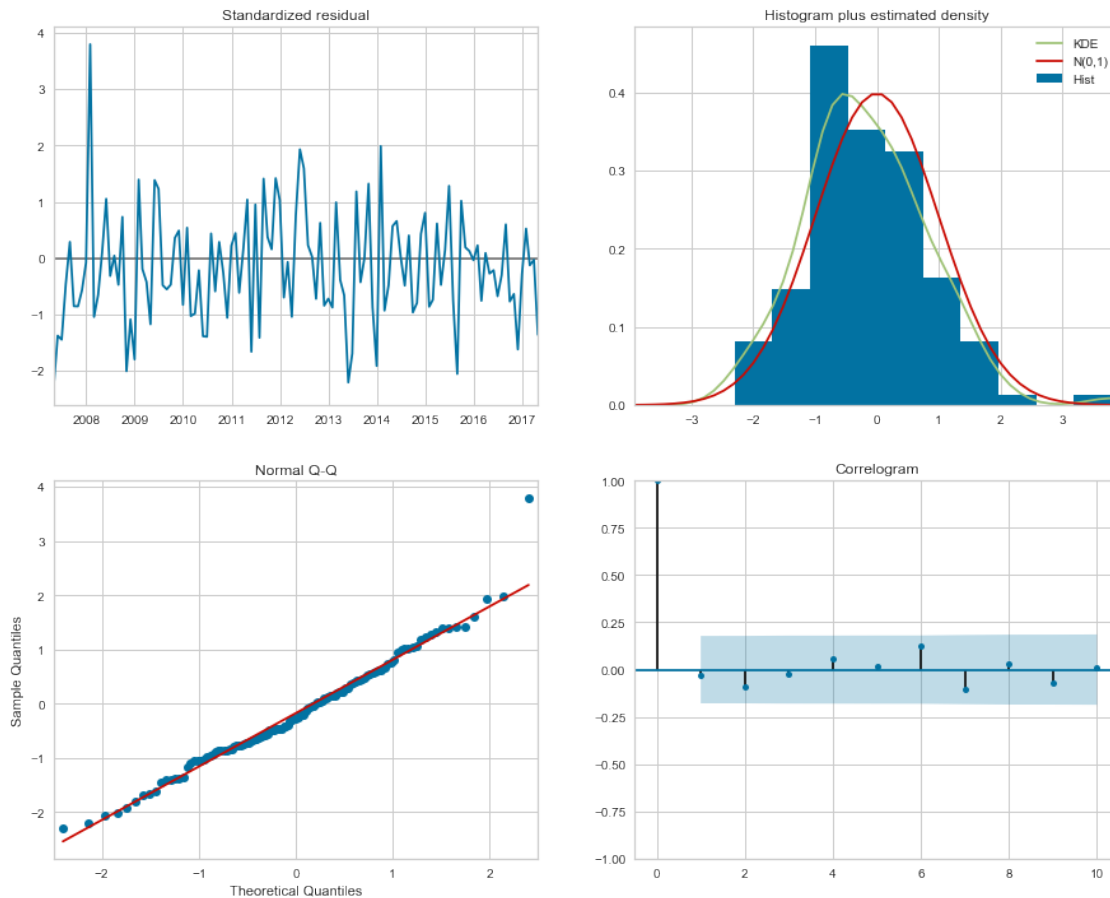 Standardized residual
4
3
2
1
0
−1
−2
2008 2009 2010 2011 2012 2013 2014 2015 2016 2017
Histogram plus estimated density
KDE
N(0,1)
Hist
0.4
0.3
0.2
0.1
0.0
−3 −2 −1 0 1 2 3
Normal Q-Q
4
3
2
1
0
−1
−2
Sample Quantiles
−2 −1 0 1 2
Theoretical Quantiles
Correlogram
1.00
0.75
0.50
0.25
0.00
−0.25
−0.50
−0.75
−1.00
0 2 4 6 8 10